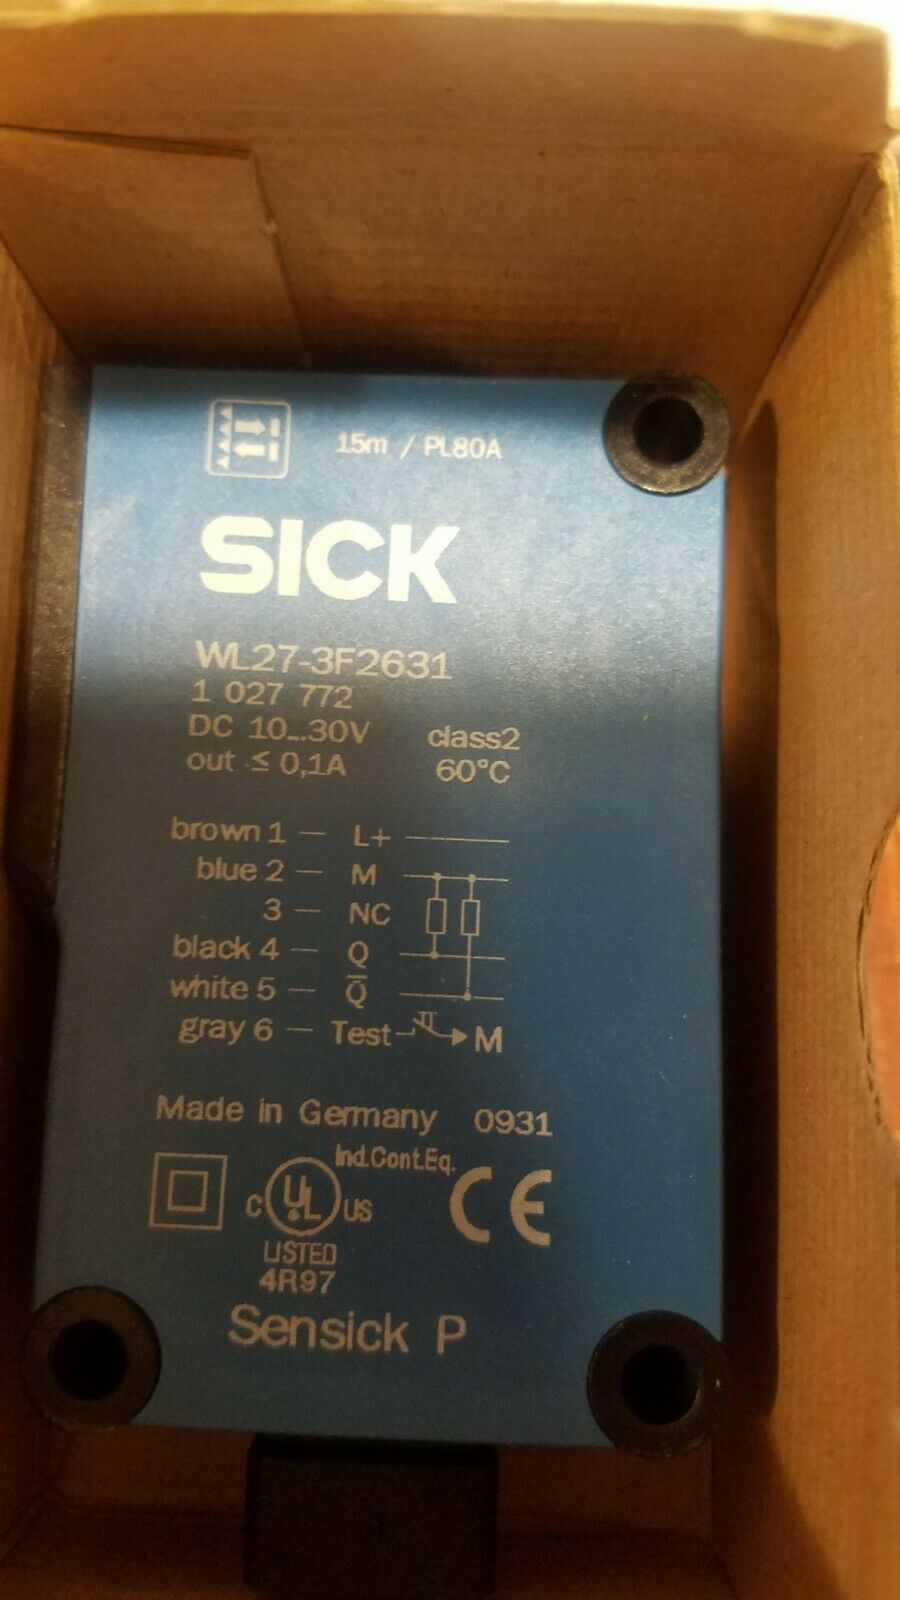 15m / PL80A
SICK
WL27-3F2631
1 027 772
DC 10...30V class2
out ≤ 0,1A 60°C
brown 1 — L+
blue 2 — M
3 — NC
black 4 — Q
white 5 — Q̅
gray 6 — Test M
Made in Germany 0931
Ind.Cont.Eq.
C UL US CE
LISTED
4R97
Sensick P